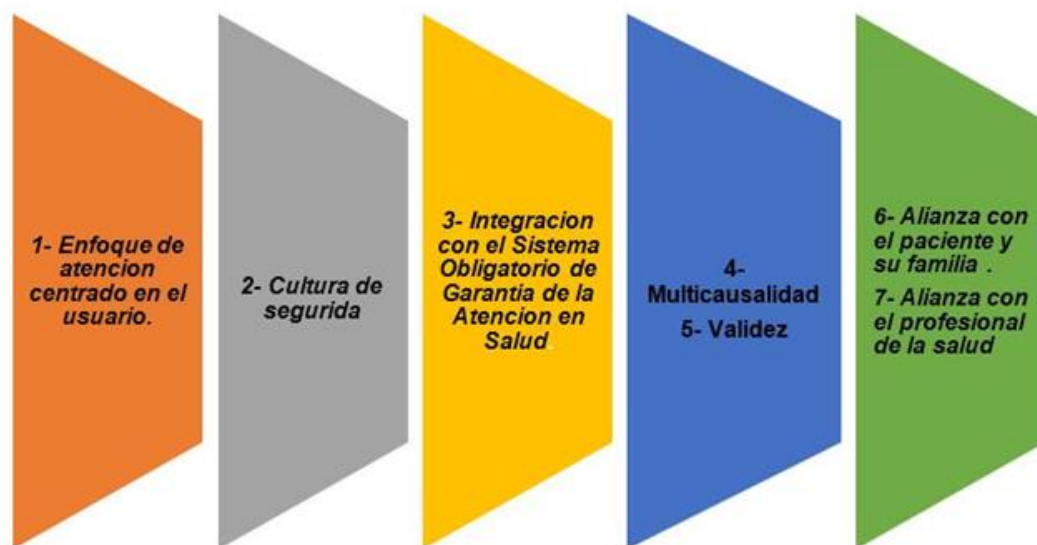 1- Enfoque de
atencion
centrado en el
usuario.
2- Cultura de
segurida
3- Integracion
con el Sistema
Obligatorio de
Garantia de la
Atencion en
Salud.
4-
Multicausalidad
5- Validez
6- Alianza con
el paciente y
su familia .
7- Alianza con
el profesional
de la salud